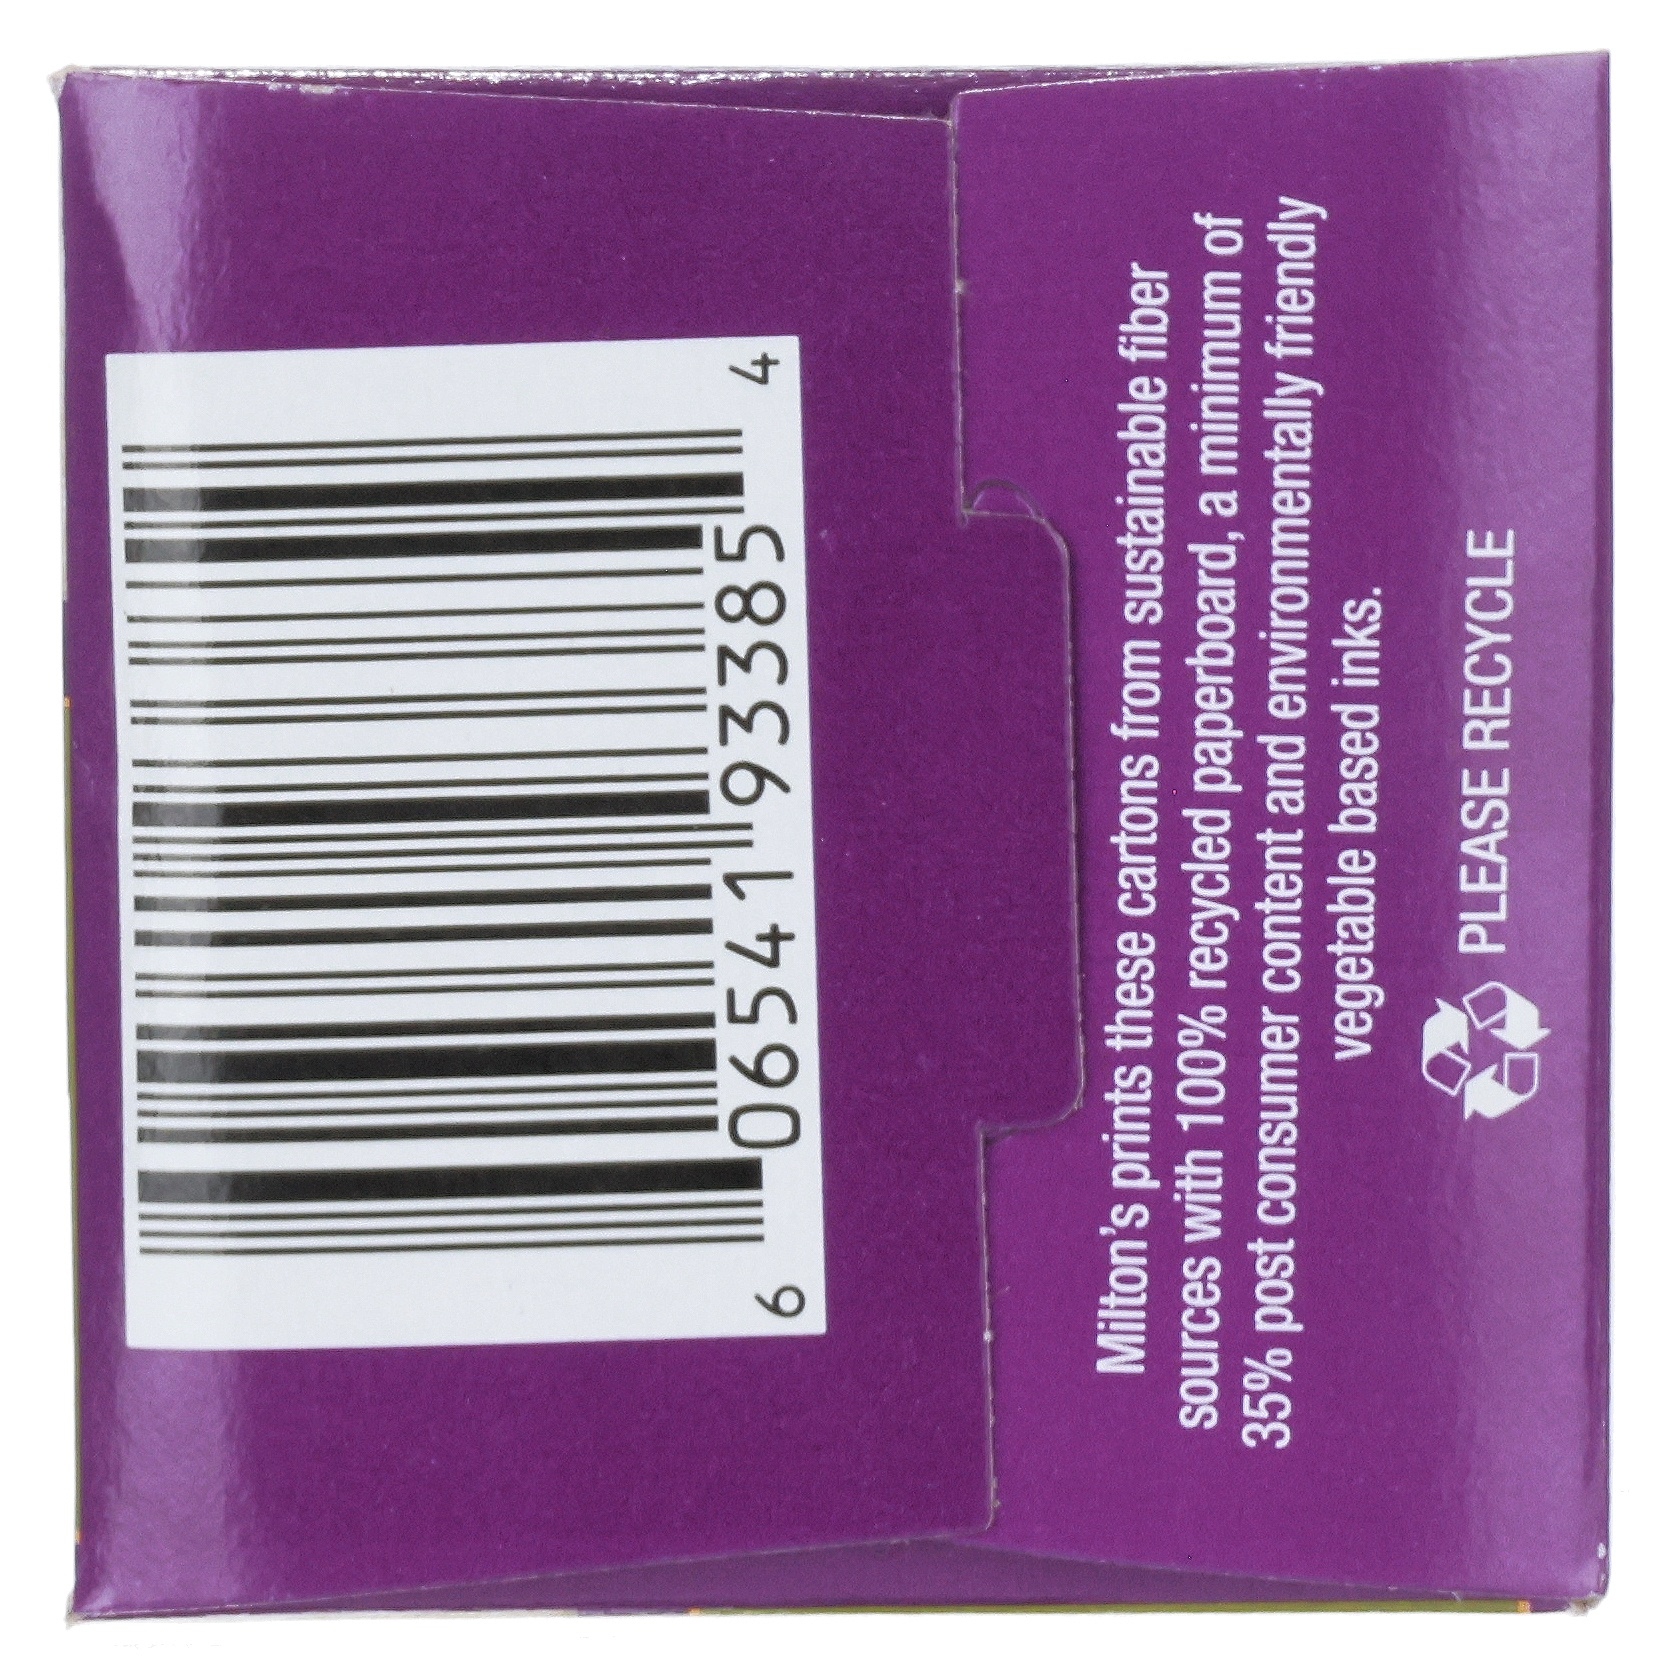 6 06541 93385 4
Milton's prints these cartons from sustainable fiber
sources with 100% recycled paperboard, a minimum of
35% post consumer content and environmentally friendly
vegetable based inks.
PLEASE RECYCLE